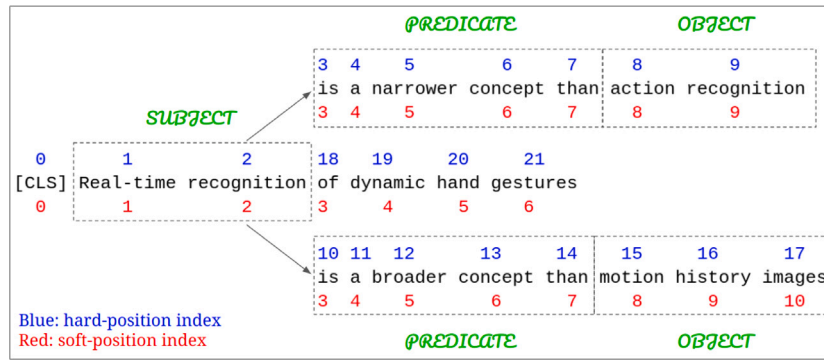 PREDICATE OBJECT
3 4 5 6 7 8 9
is a narrower concept than action recognition
3 4 5 6 7 8 9
SUBJECT
0 1 2 18 19 20 21
[CLS] Real-time recognition of dynamic hand gestures
0 1 2 3 4 5 6
10 11 12 13 14 15 16 17
is a broader concept than motion history images
3 4 5 6 7 8 9 10
Blue: hard-position index
Red: soft-position index
PREDICATE OBJECT